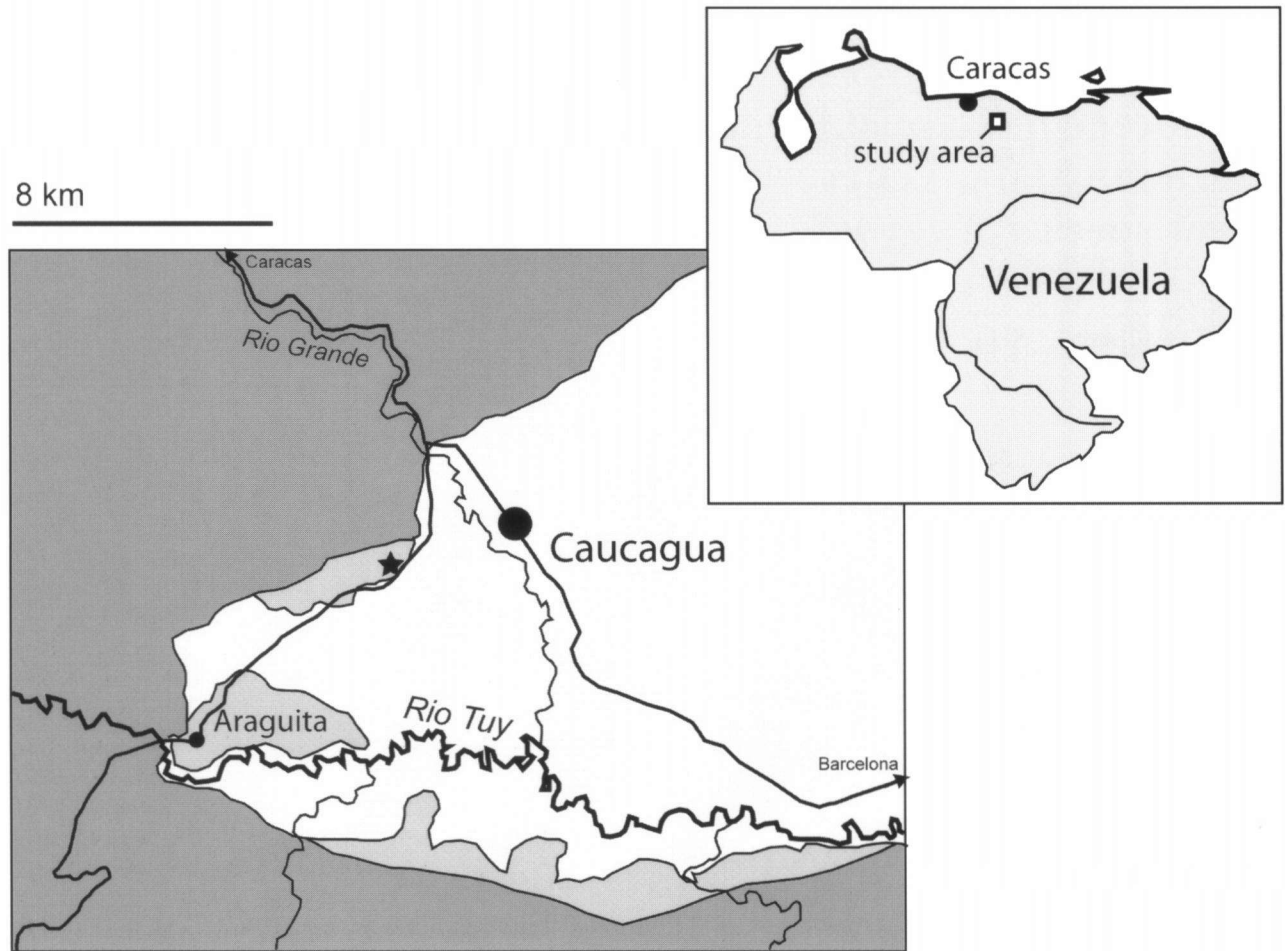 Caracas
study area
Venezuela
8 km
Caracas
Rio Grande
Caucagua
Araguita
Rio Tuy
Barcelona